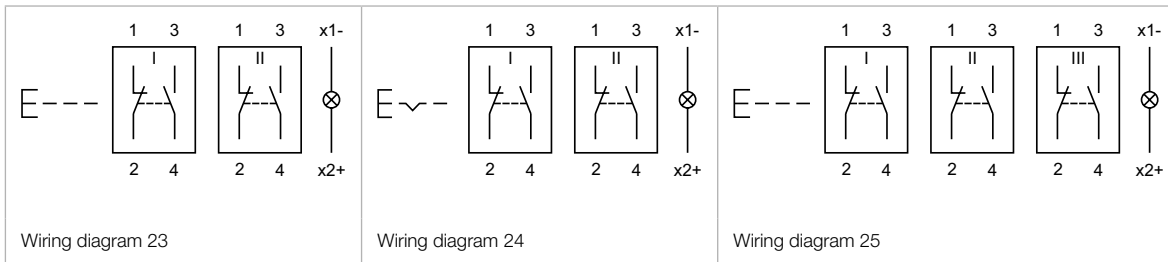 1 3 1 3 x1-
I II
2 4 2 4 x2+
Wiring diagram 23
1 3 1 3 x1-
I II
2 4 2 4 x2+
Wiring diagram 24
1 3 1 3 1 3 x1-
I II III
2 4 2 4 2 4 x2+
Wiring diagram 25